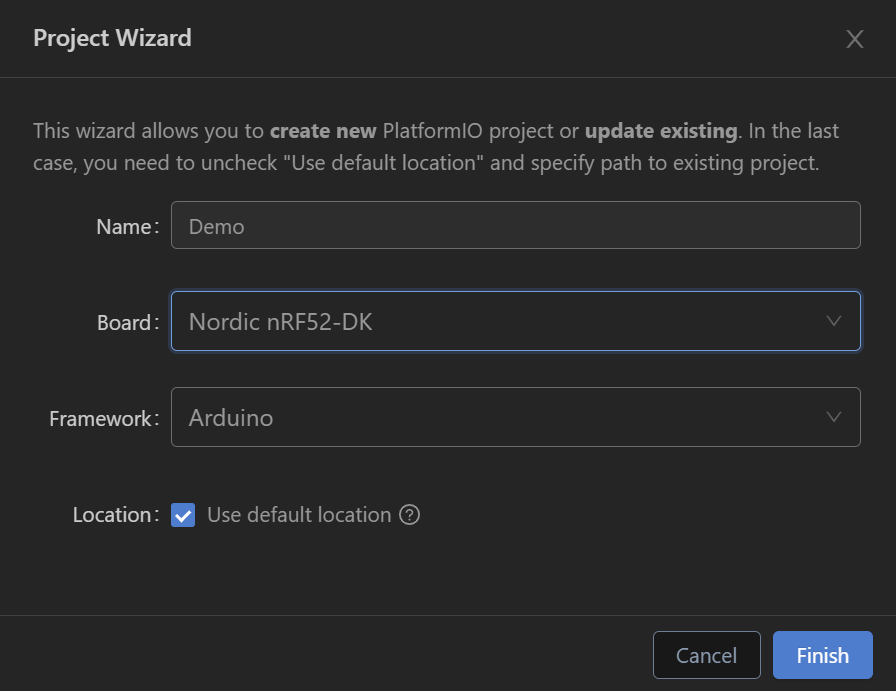 Project Wizard
This wizard allows you to create new PlatformIO project or update existing. In the last
case, you need to uncheck "Use default location" and specify path to existing project.
Name: Demo
Board: Nordic nRF52-DK
Framework: Arduino
Location: Use default location ?
Cancel Finish